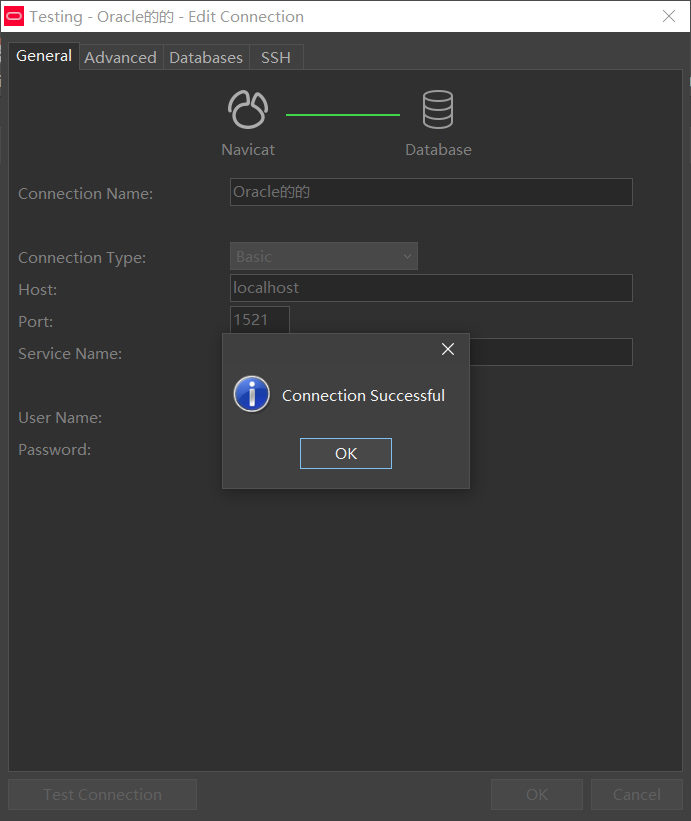 Testing - Oracle的的 - Edit Connection
General Advanced Databases SSH
Navicat Database
Connection Name: Oracle的的
Connection Type: Basic
Host: localhost
Port: 1521
Service Name:
Connection Successful
User Name:
Password:
OK
Test Connection OK Cancel